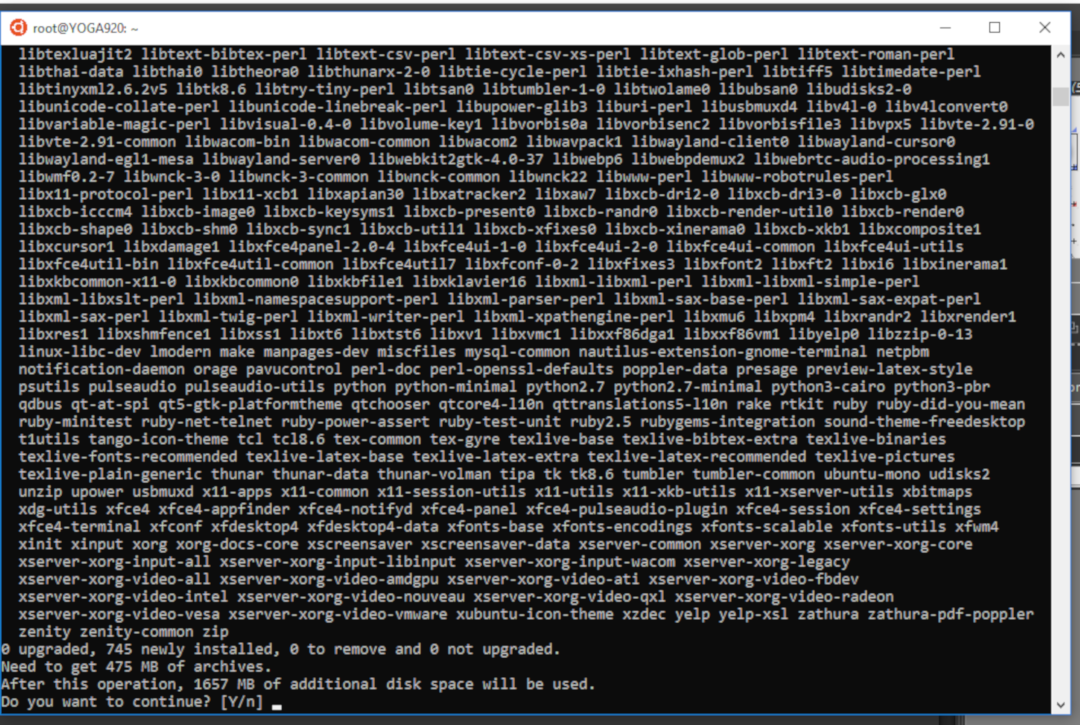 root@YOGA920: ~
libtexluajit2 libtext-bibtex-perl libtext-csv-perl libtext-csv-xs-perl libtext-glob-perl libtext-roman-perl
libthai-data libthai0 libtheora0 libthunarx-2-0 libtie-cycle-perl libtie-ixhash-perl libtiff5 libtimedate-perl
libtinyxml2.6.2v5 libtk8.6 libtry-tiny-perl libtsan0 libtumbler-1-0 libtwolame0 libubsan0 libudisks2-0
libunicode-collate-perl libunicode-linebreak-perl libupower-glib3 liburi-perl libusbmuxd4 libv4l-0 libv4lconvert0
libvariable-magic-perl libvisual-0.4-0 libvolume-key1 libvorbis0a libvorbisenc2 libvorbisfile3 libvpx5 libvte-2.91-0
libvte-2.91-common libwacom-bin libwacom-common libwacom2 libwavpack1 libwayland-client0 libwayland-cursor0
libwayland-egl1-mesa libwayland-server0 libwebkit2gtk-4.0-37 libwebp6 libwebpdemux2 libwebrtc-audio-processing1
libwmf0.2-7 libwnck-3-0 libwnck-3-common libwnck-common libwnck22 libwww-perl libwww-robotrules-perl
libx11-protocol-perl libx11-xcb1 libxapian30 libxatracker2 libxaw7 libxcb-dri2-0 libxcb-dri3-0 libxcb-glx0
libxcb-icccm4 libxcb-image0 libxcb-keysyms1 libxcb-present0 libxcb-randr0 libxcb-render-util0 libxcb-render0
libxcb-shape0 libxcb-shm0 libxcb-sync1 libxcb-util1 libxcb-xfixes0 libxcb-xinerama0 libxcb-xkb1 libxcomposite1
libxcursor1 libxdamage1 libxfce4panel-2.0-4 libxfce4ui-1-0 libxfce4ui-2-0 libxfce4ui-common libxfce4ui-utils
libxfce4util-bin libxfce4util-common libxfce4util7 libxfconf-0-2 libxfixes3 libxfont2 libxft2 libxi6 libxinerama1
libxkbcommon-x11-0 libxkbcommon0 libxkbfile1 libxklavier16 libxml-libxml-perl libxml-libxml-simple-perl
libxml-libxslt-perl libxml-namespacesupport-perl libxml-parser-perl libxml-sax-base-perl libxml-sax-expat-perl
libxml-sax-perl libxml-twig-perl libxml-writer-perl libxml-xpathengine-perl libxmu6 libxpm4 libxrandr2 libxrender1
libxres1 libxshmfence1 libxss1 libxt6 libxtst6 libxv1 libxvmc1 libxxf86dga1 libxxf86vm1 libyelp0 libzzip-0-13
linux-libc-dev lmodern make manpages-dev miscfiles mysql-common nautilus-extension-gnome-terminal netpbm
notification-daemon orage pavucontrol perl-doc perl-openssl-defaults poppler-data presage preview-latex-style
psutils pulseaudio pulseaudio-utils python python-minimal python2.7 python2.7-minimal python3-cairo python3-pbr
qdbus qt-at-spi qt5-gtk-platformtheme qtchooser qtcore4-l10n qttranslations5-l10n rake rtkit ruby ruby-did-you-mean
ruby-minitest ruby-net-telnet ruby-power-assert ruby-test-unit ruby2.5 rubygems-integration sound-theme-freedesktop
t1utils tango-icon-theme tcl tcl8.6 tex-common tex-gyre texlive-base texlive-bibtex-extra texlive-binaries
texlive-fonts-recommended texlive-latex-base texlive-latex-extra texlive-latex-recommended texlive-pictures
texlive-plain-generic thunar thunar-data thunar-volman tipa tk tk8.6 tumbler tumbler-common ubuntu-mono udisks2
unzip upower usbmuxd x11-apps x11-common x11-session-utils x11-utils x11-xkb-utils x11-xserver-utils xbitmaps
xdg-utils xfce4 xfce4-appfinder xfce4-notifyd xfce4-panel xfce4-pulseaudio-plugin xfce4-session xfce4-settings
xfce4-terminal xfconf xfdesktop4 xfdesktop4-data xfonts-base xfonts-encodings xfonts-scalable xfonts-utils xfwm4
xinit xinput xorg xorg-docs-core xscreensaver xscreensaver-data xserver-common xserver-xorg xserver-xorg-core
xserver-xorg-input-all xserver-xorg-input-libinput xserver-xorg-input-wacom xserver-xorg-legacy
xserver-xorg-video-all xserver-xorg-video-amdgpu xserver-xorg-video-ati xserver-xorg-video-fbdev
xserver-xorg-video-intel xserver-xorg-video-nouveau xserver-xorg-video-qxl xserver-xorg-video-radeon
xserver-xorg-video-vesa xserver-xorg-video-vmware xubuntu-icon-theme xzdec yelp yelp-xsl zathura zathura-pdf-poppler
zenity zenity-common zip
0 upgraded, 745 newly installed, 0 to remove and 0 not upgraded.
Need to get 475 MB of archives.
After this operation, 1657 MB of additional disk space will be used.
Do you want to continue? [Y/n]